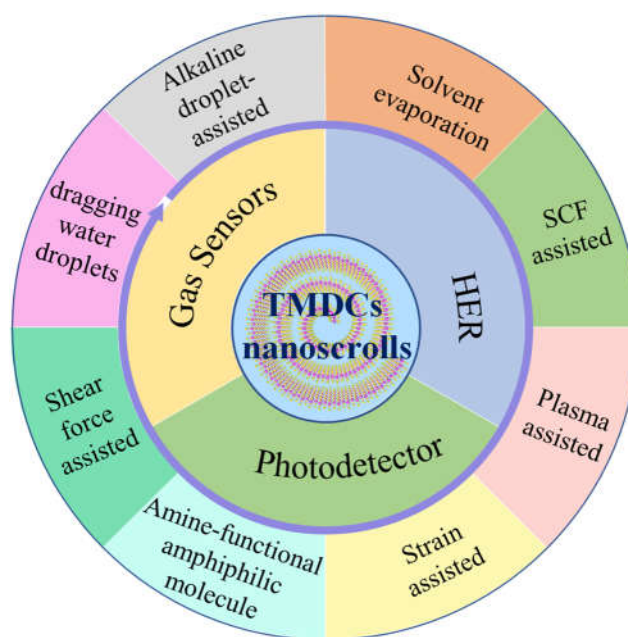 Alkaline
droplet-
assisted
Solvent
evaporation
SCF
assisted
Plasma
assisted
Strain
assisted
Amine-functional
amphiphilic
molecule
Shear
force
assisted
dragging
water
droplets
Gas Sensors
HER
Photodetector
TMDCs
nanoscrolls